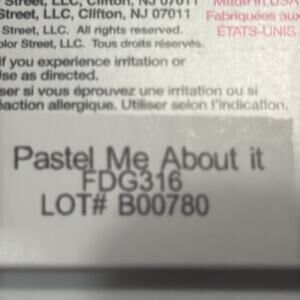 Street, LLC, Clifton, NJ 07011
Made in USA
Street, LLC, Clifton, NJ 07011
Fabriquées aux
Street, LLC. All rights reserved.
ÉTATS-UNIS
olor Street, LLC. Tous droits réservés.
if you experience irritation or
Use as directed.
ser si vous éprouvez une irritation ou si
éaction allergique. Utiliser selon l'indication.
Pastel Me About it
FDG316
LOT# B00780